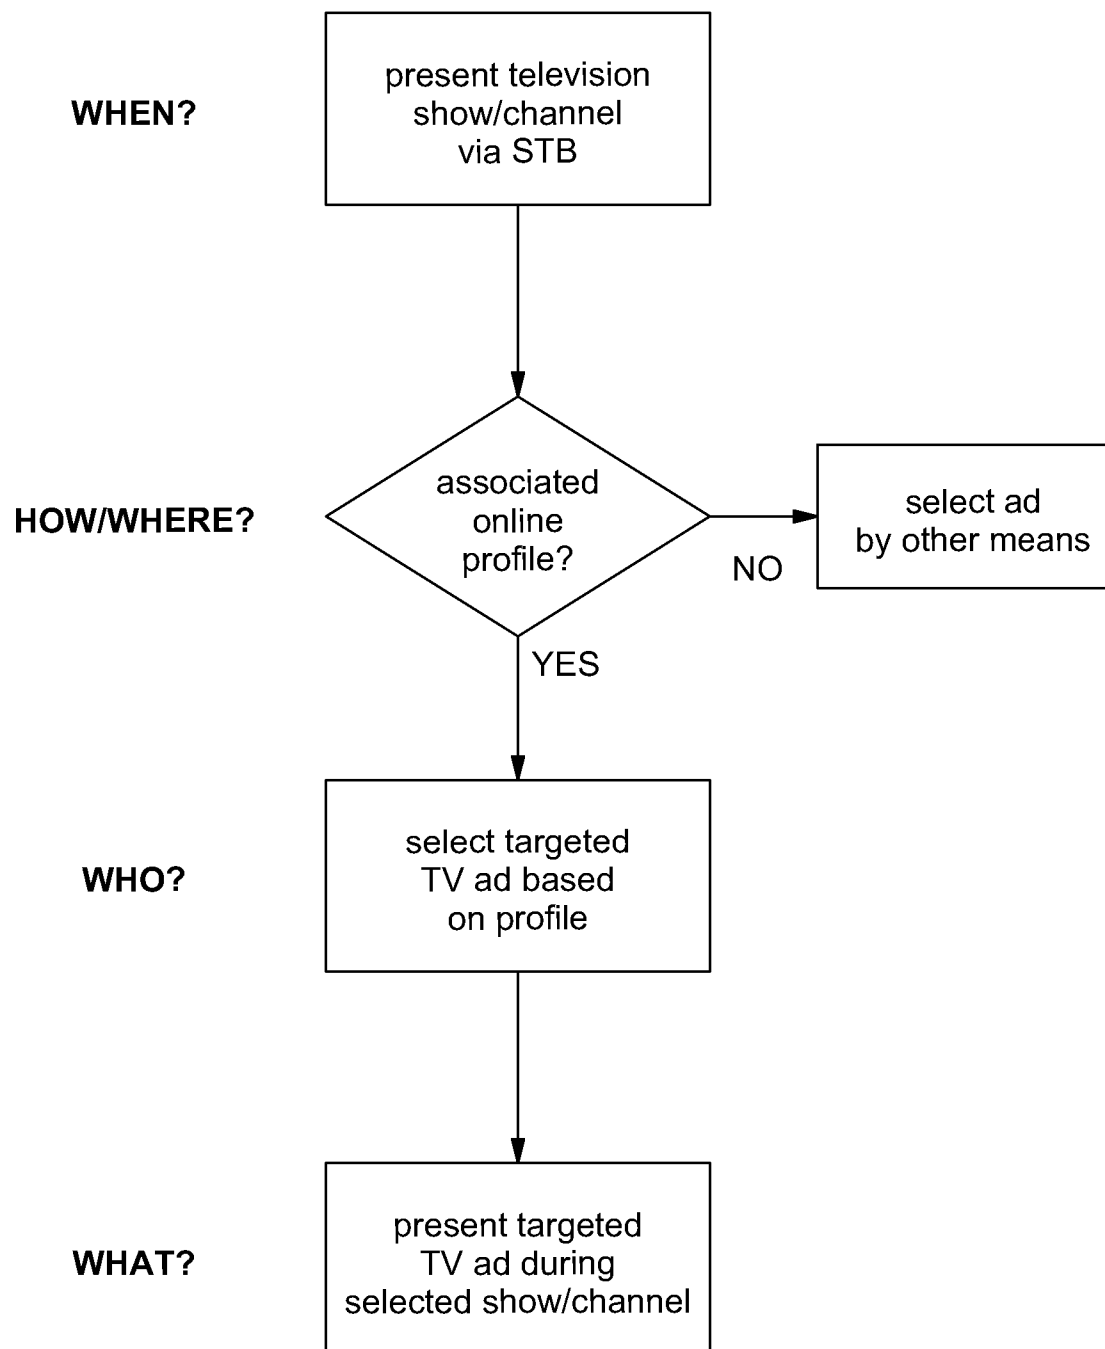 present television
show/channel
via STB
WHEN?
associated
online
profile?
HOW/WHERE?
select ad
by other means
NO
YES
select targeted
TV ad based
on profile
WHO?
present targeted
TV ad during
selected show/channel
WHAT?